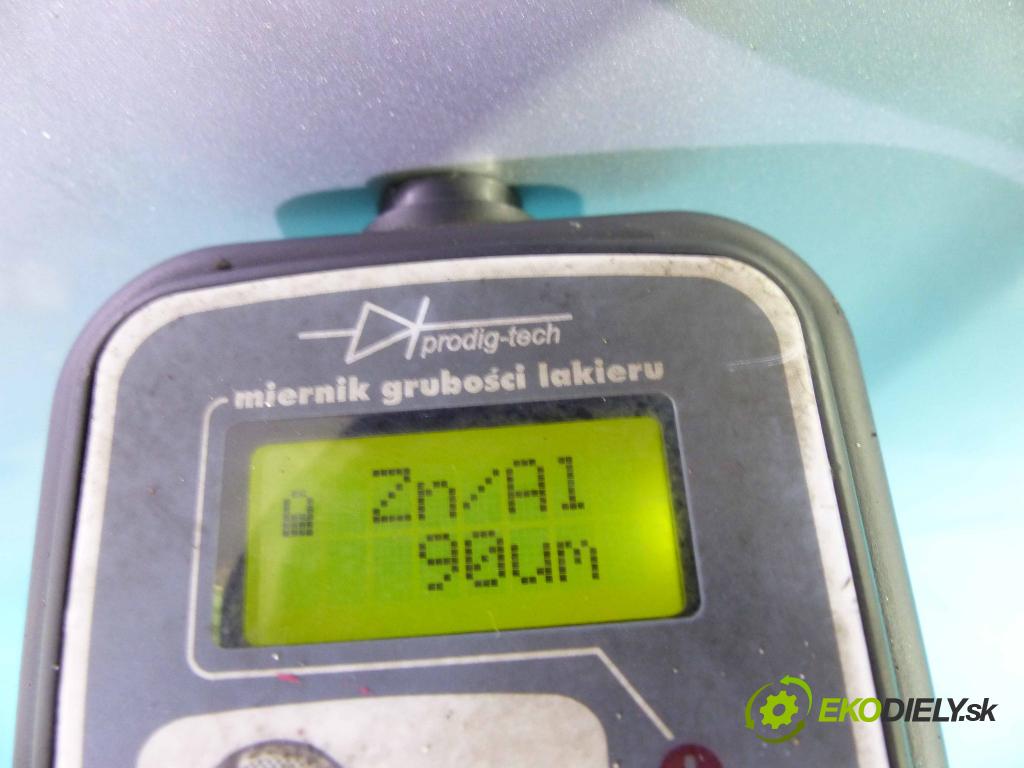 prodig-tech
miernik grubości lakieru
Zn/Al
90um
EKODIELY.sk